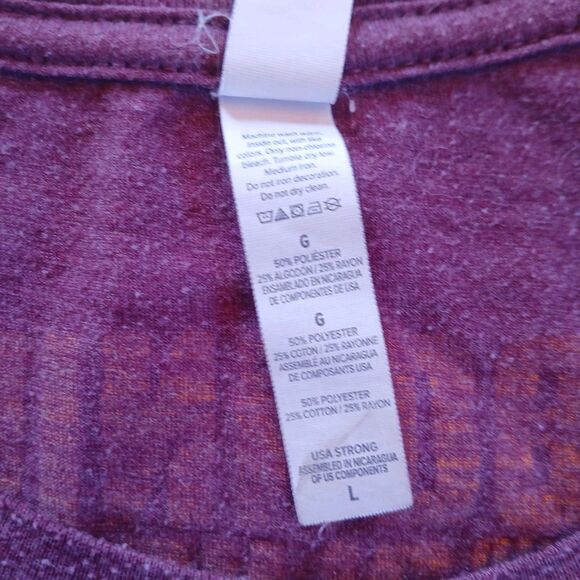 Machine wash warm,
inside out, with like
colors. Only non-chlorine
bleach. Tumble dry low.
Medium iron.
Do not iron decoration.
Do not dry clean.
G
50% POLIÉSTER
25% ALGODÓN / 25% RAYON
ENSAMBLADO EN NICARAGUA
DE COMPONENTES DE USA
G
50% POLYESTER
25% COTON / 25% RAYONNE
ASSEMBLÉ AU NICARAGUA
DE COMPOSANTS USA
50% POLYESTER
25% COTTON / 25% RAYON
USA STRONG
ASSEMBLED IN NICARAGUA
OF US COMPONENTS
L